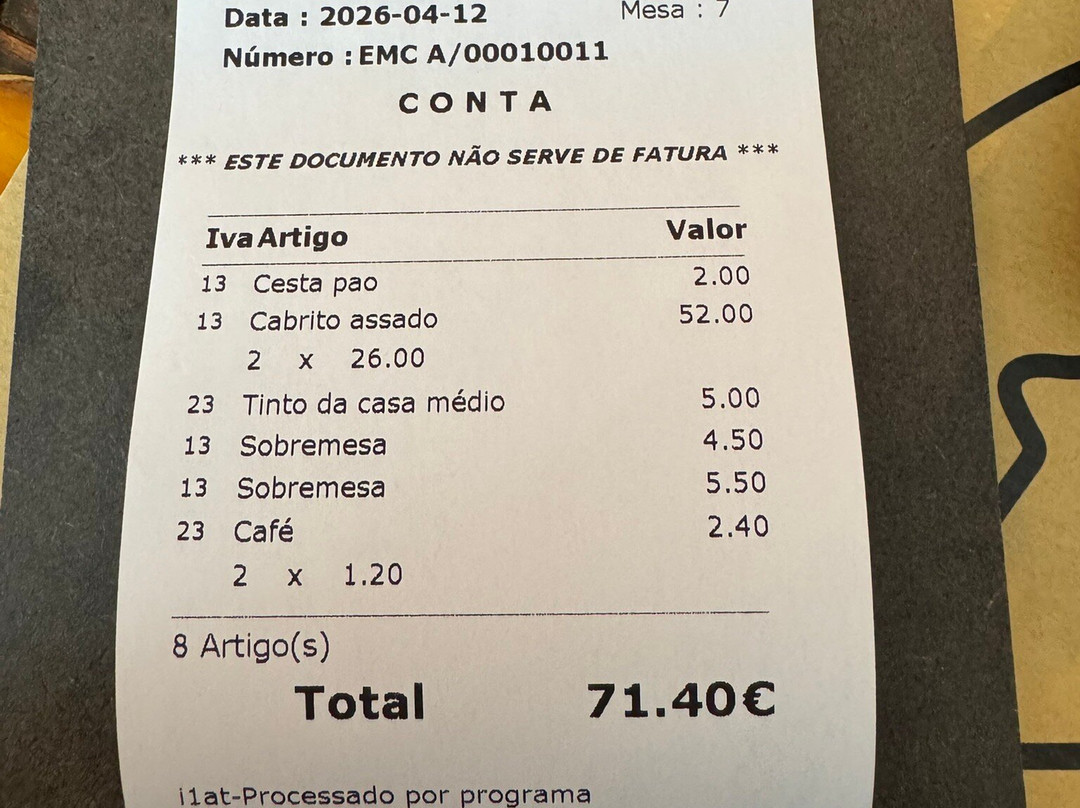 Data : 2026-04-12 Mesa : 7
Número : EMC A/00010011
CONTA
*** ESTE DOCUMENTO NÃO SERVE DE FATURA ***
Iva Artigo Valor
13 Cesta pao 2.00
13 Cabrito assado 52.00
2 x 26.00
23 Tinto da casa médio 5.00
13 Sobremesa 4.50
13 Sobremesa 5.50
23 Café 2.40
2 x 1.20
8 Artigo(s)
Total 71.40€
i1at-Processado por programa